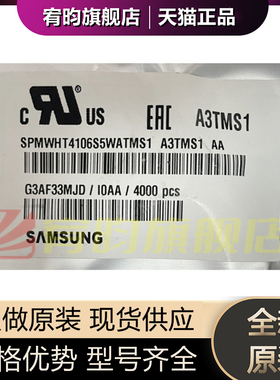 宥昀旗舰店 天猫正品
C RU US EAC A3TMS1
SPMWHT4106S5WATMS1 A3TMS1 AA
G3AF33MJD / I0AA / 4000 pcs
SAMSUNG
做原装 现货供应
格优势 型号齐全